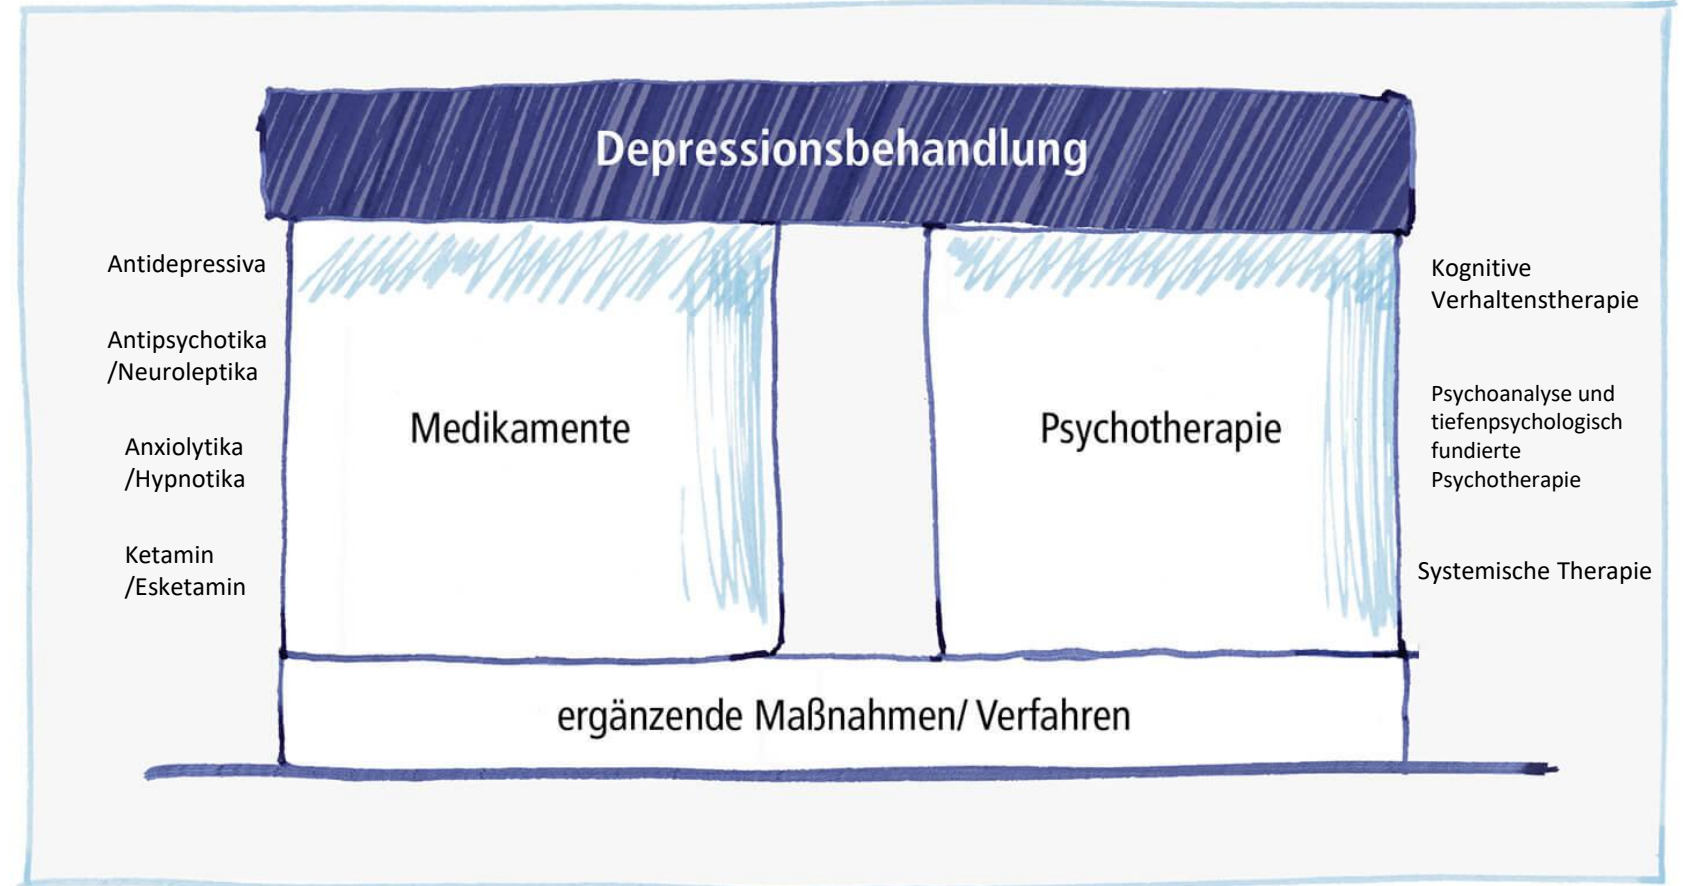 Depressionsbehandlung
Antidepressiva
Antipsychotika
/Neuroleptika
Anxiolytika
/Hypnotika
Ketamin
/Esketamin
Medikamente
Psychotherapie
Kognitive
Verhaltenstherapie
Psychoanalyse und
tiefenpsychologisch
fundierte
Psychotherapie
Systemische Therapie
ergänzende Maßnahmen/ Verfahren